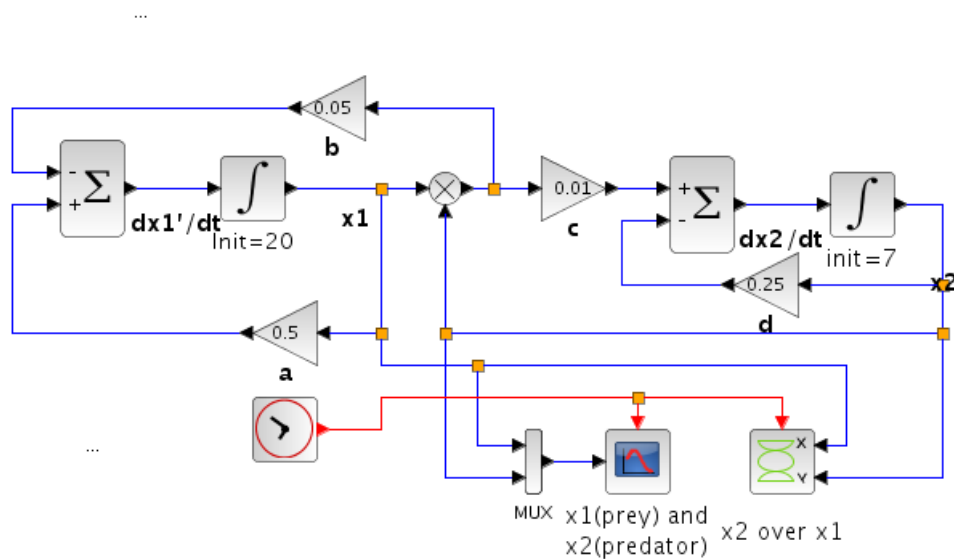 ...
0.05
b
-
+
Σ
∫
dx1'/dt
Init=20
x1
0.01
c
+
-
Σ
∫
dx2/dt
init=7
0.25
d
x2
0.5
a
...
MUX
x1(prey) and
x2(predator)
X
Y
x2 over x1